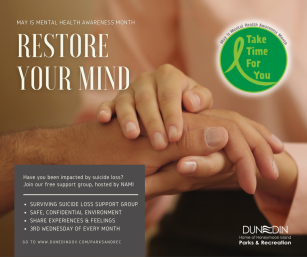 MAY IS MENTAL HEALTH AWARENESS MONTH
RESTORE
YOUR MIND
May is Mental Health Awareness Month
Take
Time
For
You
Have you been impacted by suicide loss?
Join our free support group, hosted by NAMI
SURVIVING SUICIDE LOSS SUPPORT GROUP
SAFE, CONFIDENTIAL ENVIRONMENT
SHARE EXPERIENCES & FEELINGS
3RD WEDNESDAY OF EVERY MONTH
GO TO WWW.DUNEDINGOV.COM/PARKSANDREC
DUNEDIN
Home of Honeymoon Island
Parks & Recreation